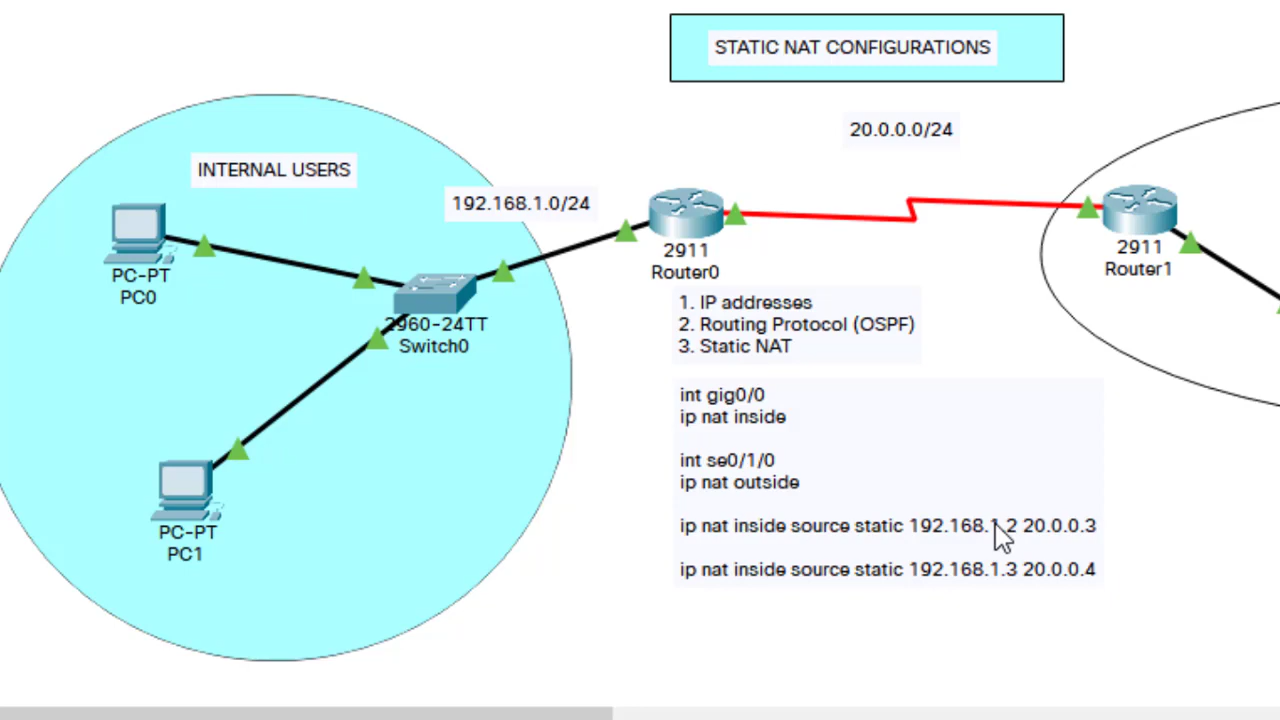 STATIC NAT CONFIGURATIONS
20.0.0.0/24
INTERNAL USERS
192.168.1.0/24
PC-PT
PC0
2960-24TT
Switch0
PC-PT
PC1
2911
Router0
2911
Router1
1. IP addresses
2. Routing Protocol (OSPF)
3. Static NAT
int gig0/0
ip nat inside
int se0/1/0
ip nat outside
ip nat inside source static 192.168.1.2 20.0.0.3
ip nat inside source static 192.168.1.3 20.0.0.4